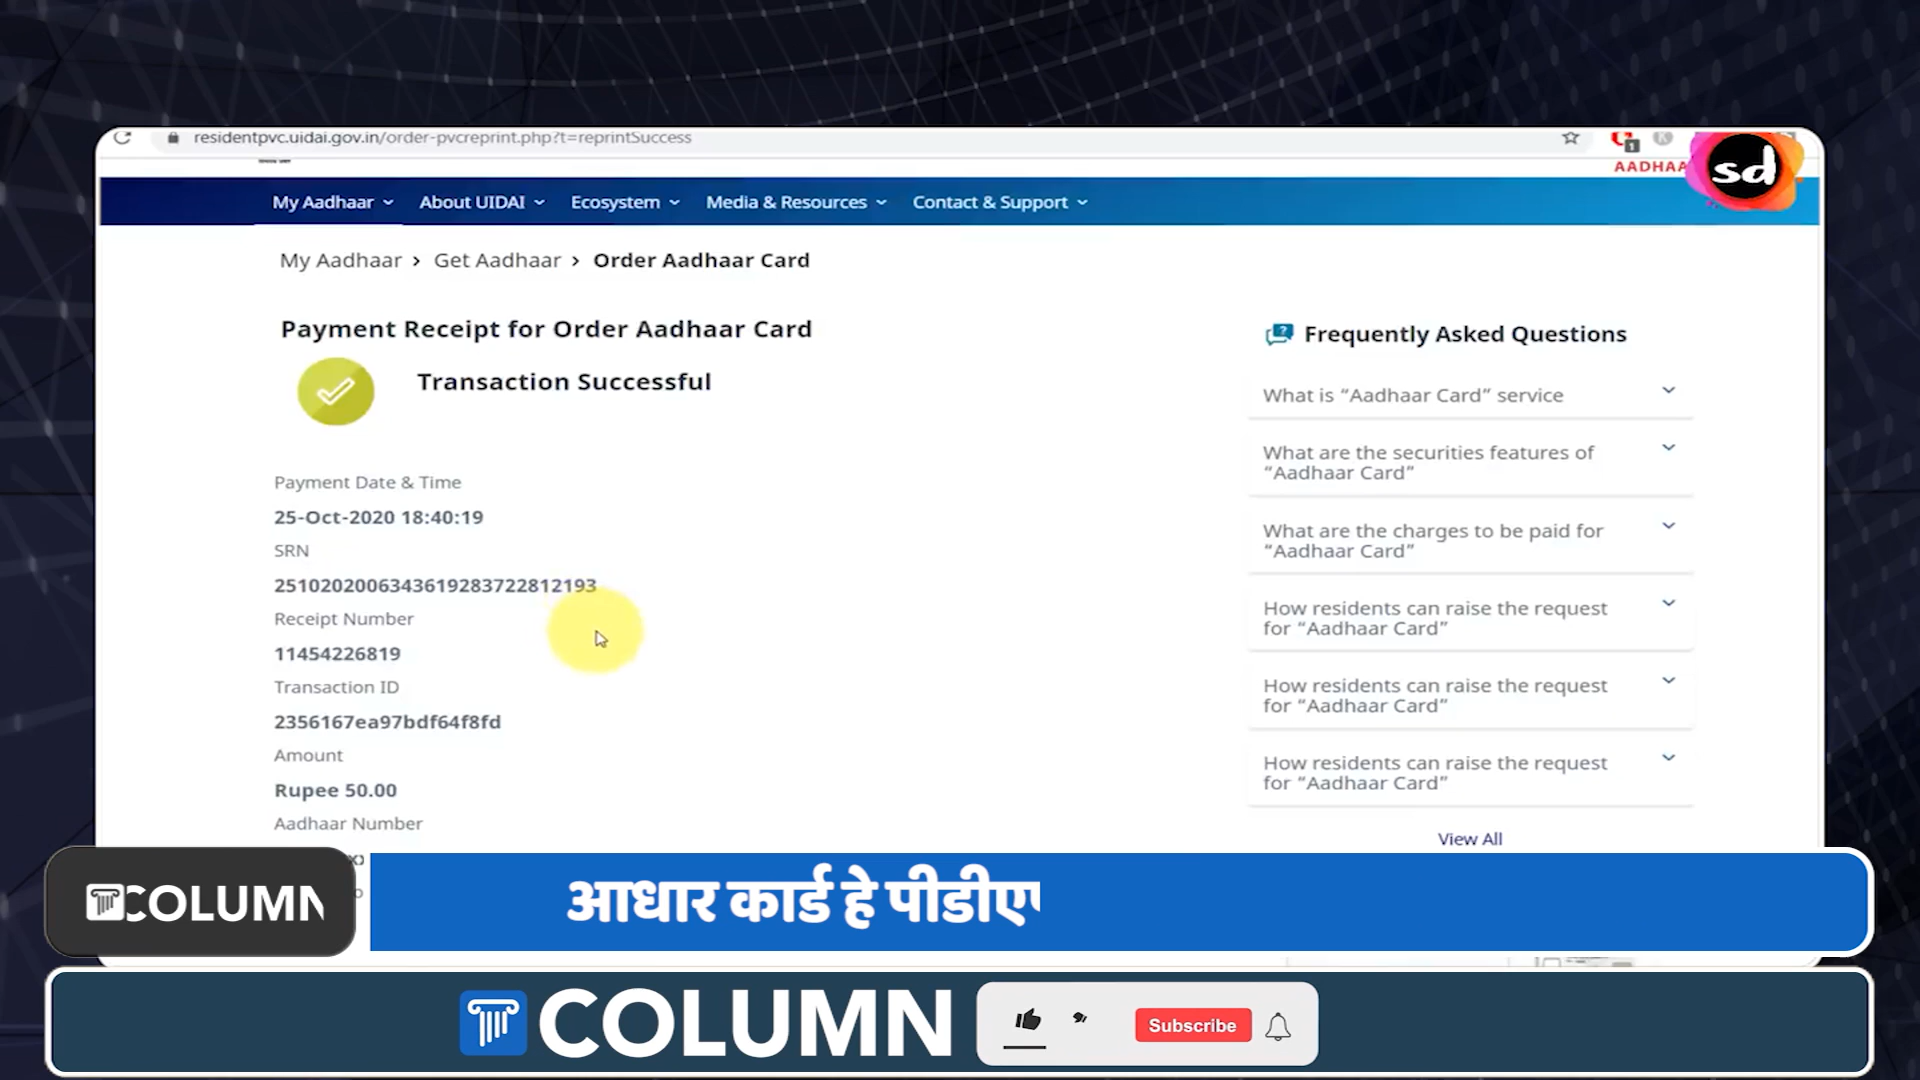 residentpvc.uidai.gov.in/order-pvcreprint.php?t=reprintSuccess
1
K
AADHAA
sd
My Aadhaar
About UIDAI
Ecosystem
Media & Resources
Contact & Support
My Aadhaar > Get Aadhaar > Order Aadhaar Card
Payment Receipt for Order Aadhaar Card
Transaction Successful
Payment Date & Time
25-Oct-2020 18:40:19
SRN
2510202006343619283722812193
Receipt Number
11454226819
Transaction ID
2356167ea97bdf64f8fd
Amount
Rupee 50.00
Aadhaar Number
Frequently Asked Questions
What is “Aadhaar Card” service
What are the securities features of
“Aadhaar Card”
What are the charges to be paid for
“Aadhaar Card”
How residents can raise the request
for “Aadhaar Card”
How residents can raise the request
for “Aadhaar Card”
How residents can raise the request
for “Aadhaar Card”
View All
COLUMN
आधार कार्ड हे
COLUMN
Subscribe